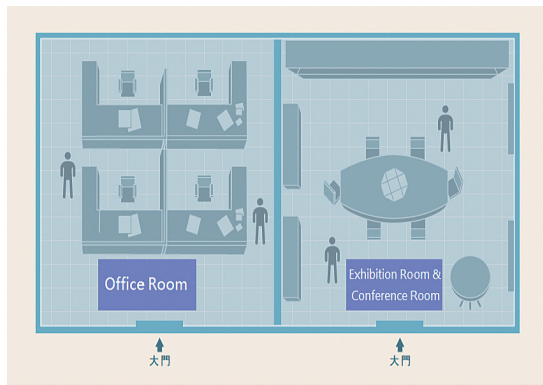 Office Room
Exhibition Room &
Conference Room
大門
大門